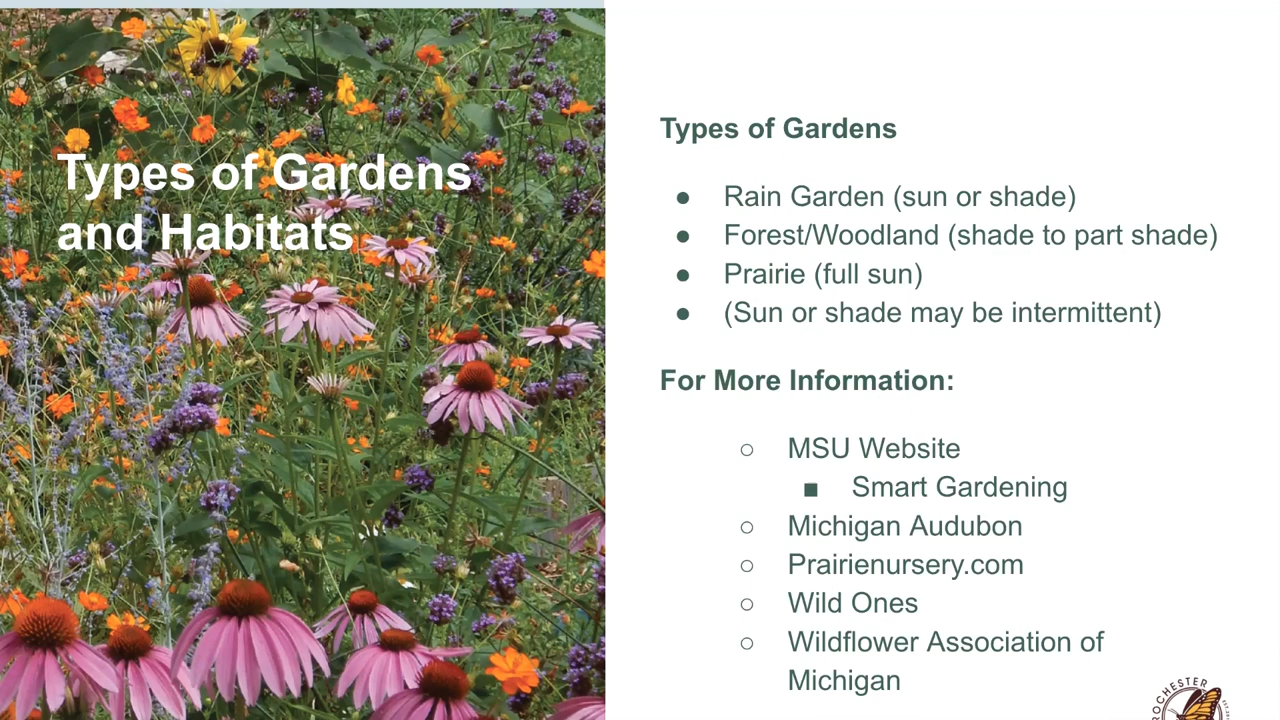 Types of Gardens
and Habitats
Types of Gardens
● Rain Garden (sun or shade)
● Forest/Woodland (shade to part shade)
● Prairie (full sun)
● (Sun or shade may be intermittent)
For More Information:
○ MSU Website
■ Smart Gardening
○ Michigan Audubon
○ Prairienursery.com
○ Wild Ones
○ Wildflower Association of
Michigan
ROCHESTER